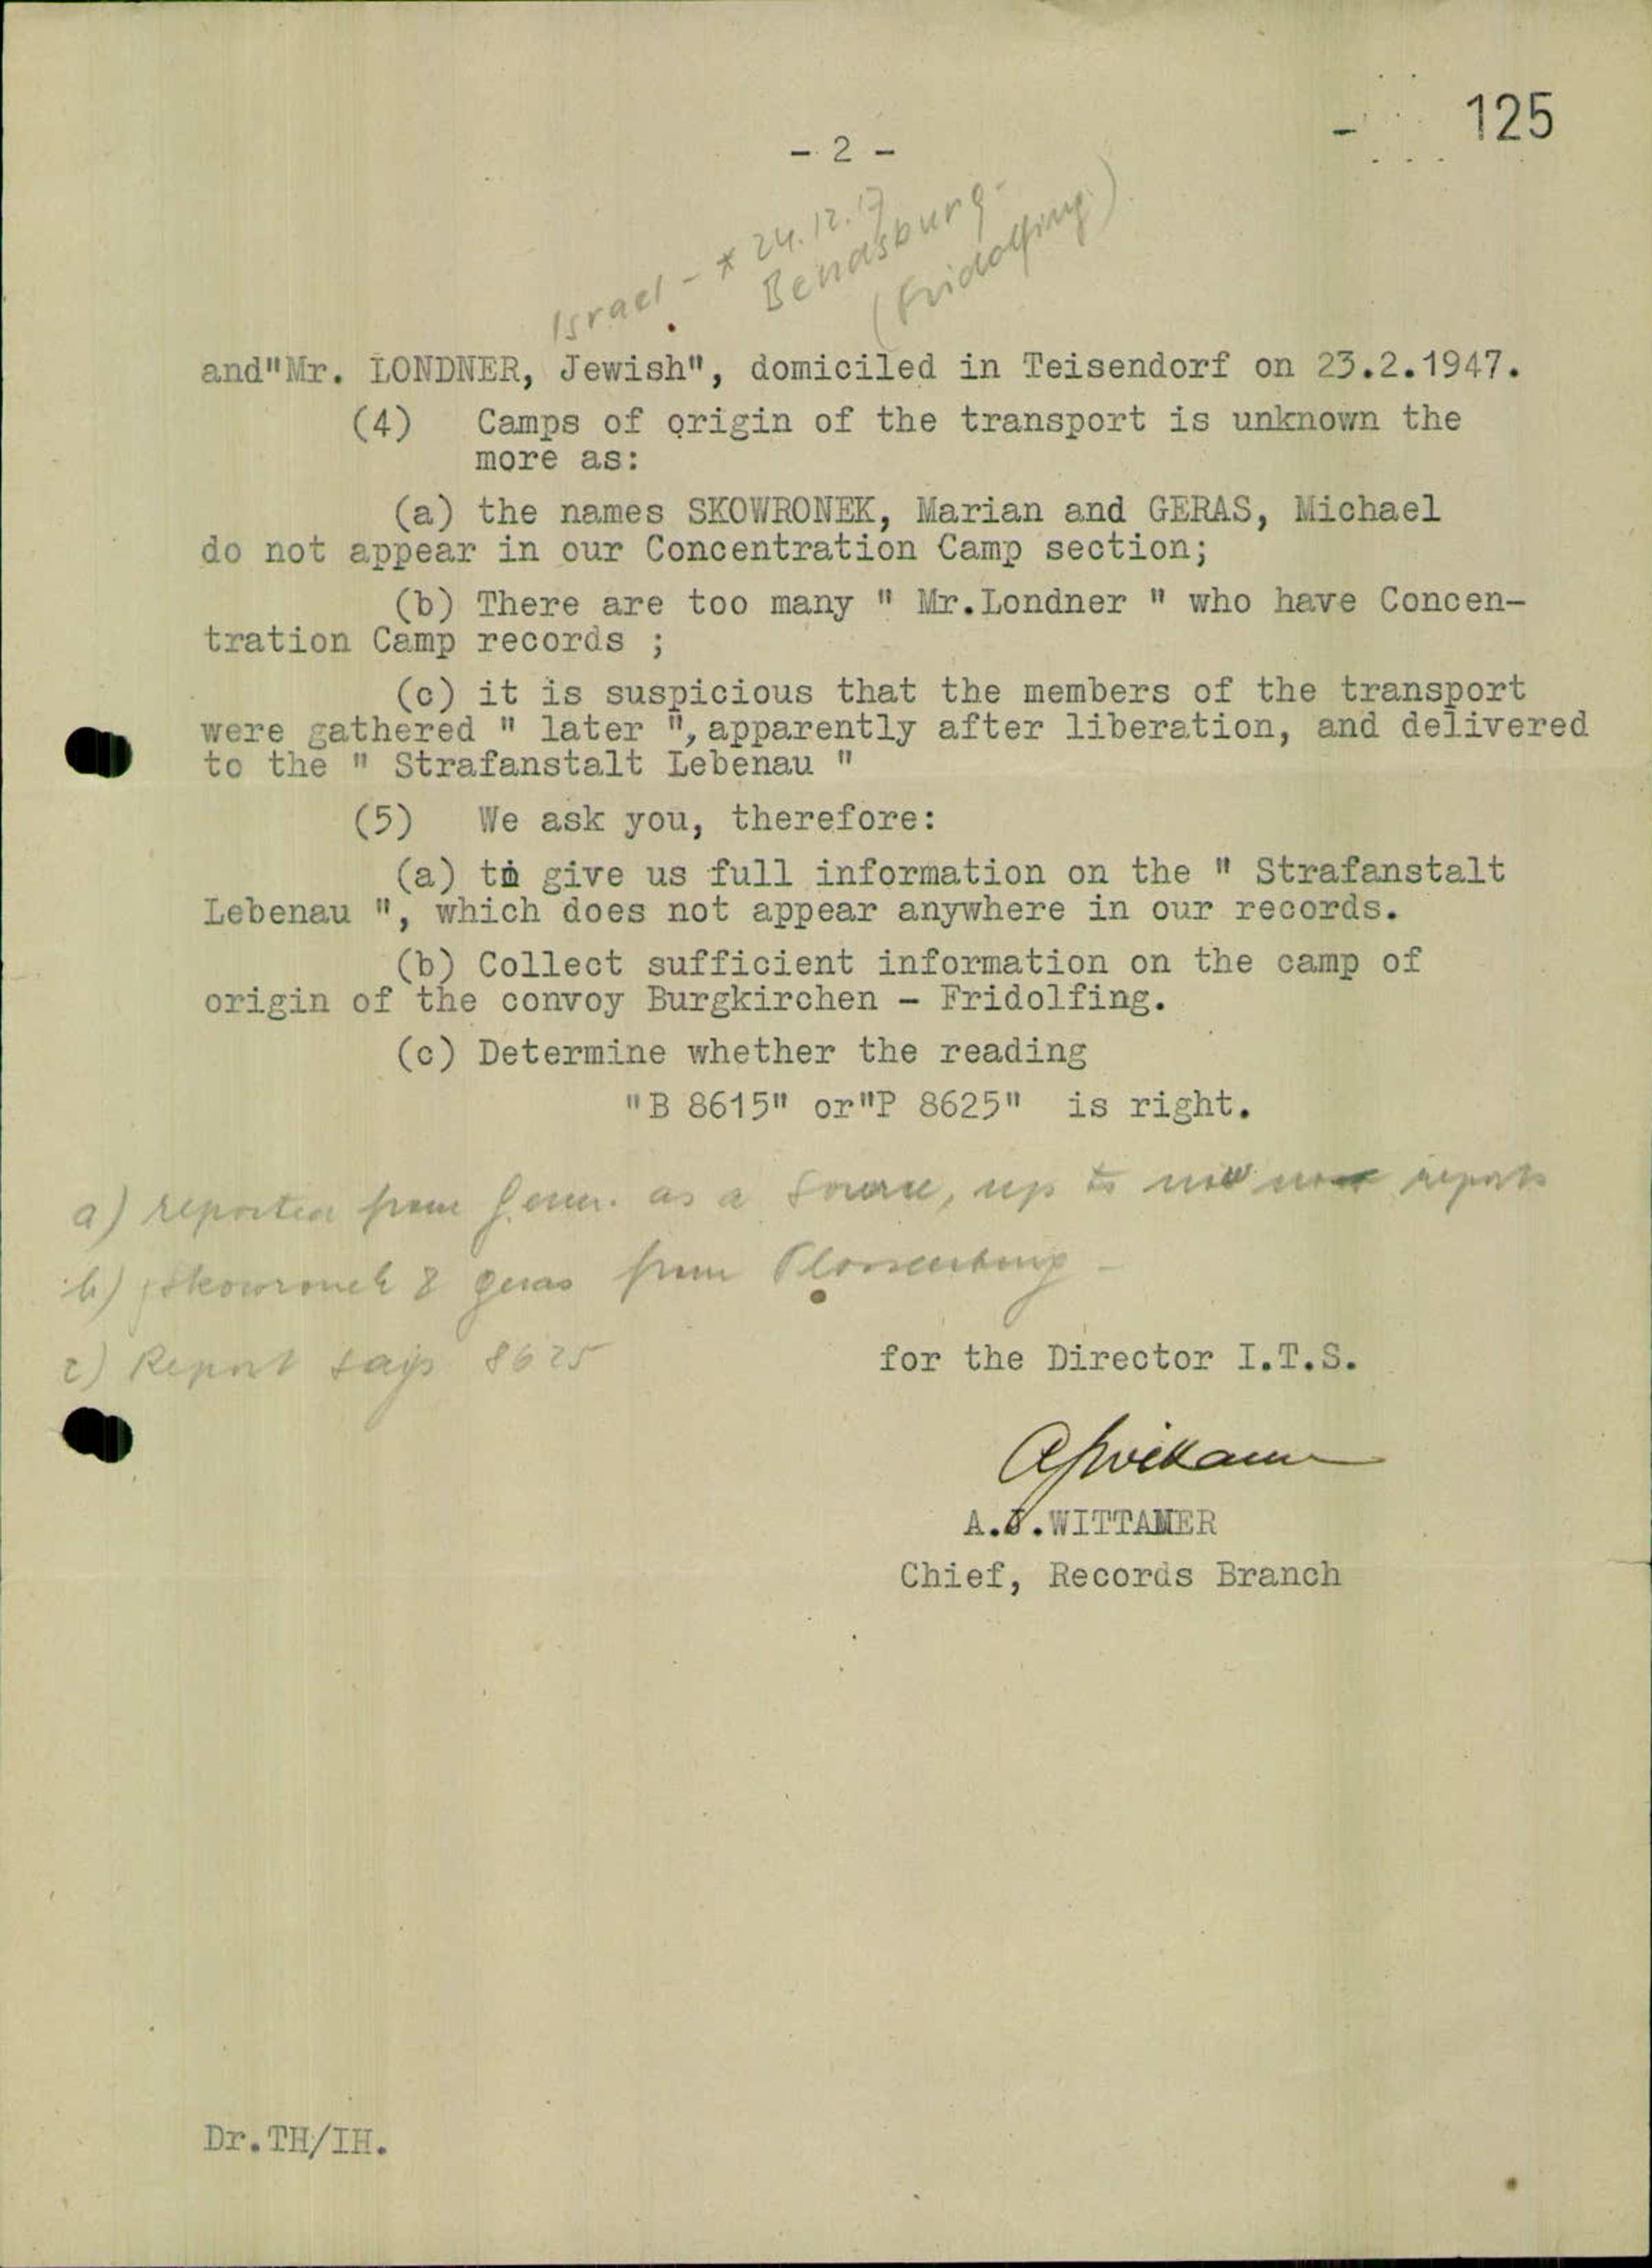 125
- 2 -
Israel - * 24.12.17
Bendsburg -
(Fridolfing)
and"Mr. LONDNER, Jewish", domiciled in Teisendorf on 23.2.1947.
(4) Camps of origin of the transport is unknown the
more as:
(a) the names SKOWRONEK, Marian and GERAS, Michael
do not appear in our Concentration Camp section;
(b) There are too many " Mr.Londner " who have Concen-
tration Camp records ;
(c) it is suspicious that the members of the transport
were gathered " later ", apparently after liberation, and delivered
to the " Strafanstalt Lebenau "
(5) We ask you, therefore:
(a) to give us full information on the " Strafanstalt
Lebenau ", which does not appear anywhere in our records.
(b) Collect sufficient information on the camp of
origin of the convoy Burgkirchen - Fridolfing.
(c) Determine whether the reading
"B 8615" or"P 8625" is right.
a) reported from as a source, up to now reports
b) Skowronek & Geras from Flossenburg -
c) Report says 8625
for the Director I.T.S.
A.J.WITTAMER
Chief, Records Branch
Dr.TH/IH.